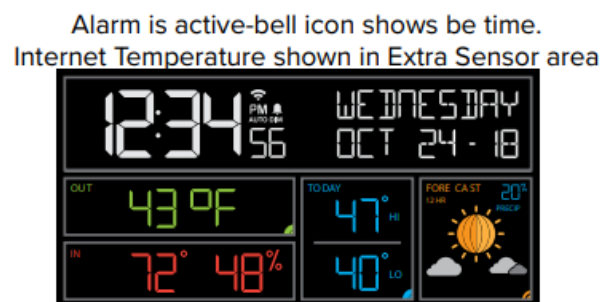 Alarm is active-bell icon shows be time.
Internet Temperature shown in Extra Sensor area
12:34 56 PM AUTO DIM
WEDNESDAY
OCT 24 - 18
OUT
43 °F
IN
72° 48%
TODAY
47° HI
40° LO
FORE CAST
12 HR
20%
PRECIP